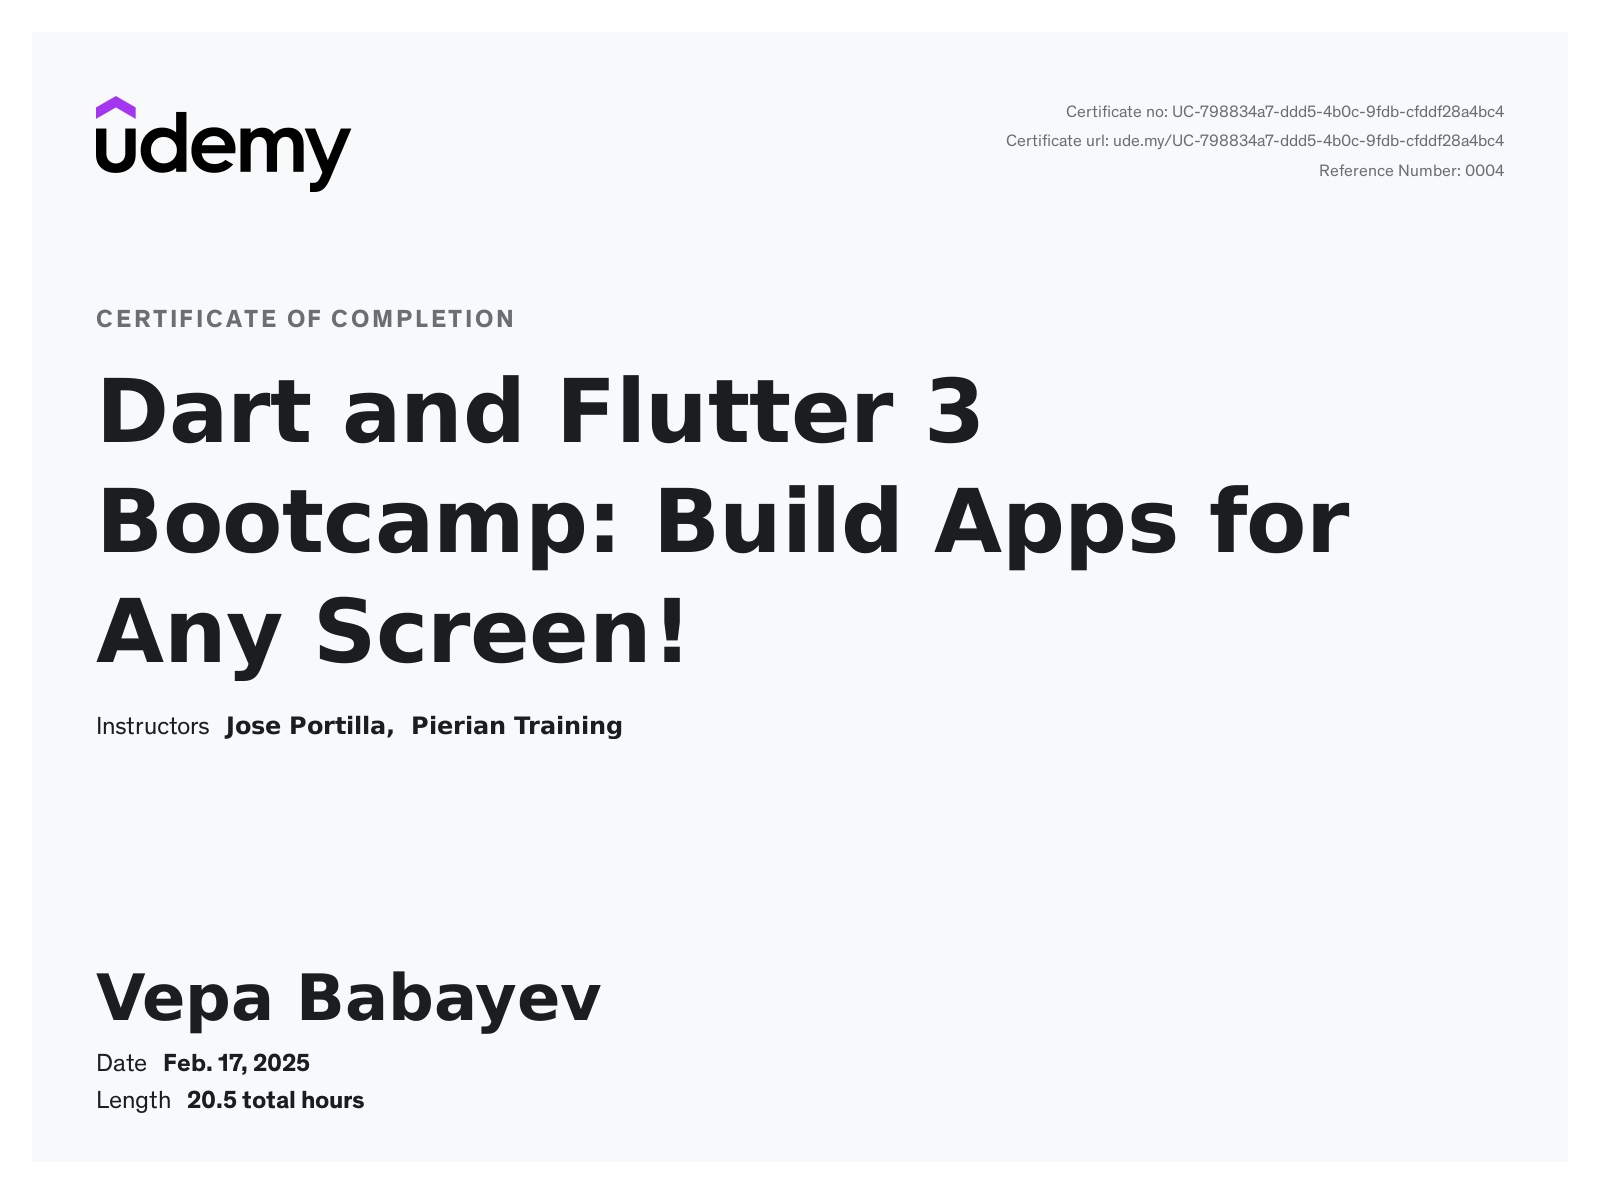 udemy
Certificate no: UC-798834a7-ddd5-4b0c-9fdb-cfddf28a4bc4
Certificate url: ude.my/UC-798834a7-ddd5-4b0c-9fdb-cfddf28a4bc4
Reference Number: 0004
CERTIFICATE OF COMPLETION
Dart and Flutter 3
Bootcamp: Build Apps for
Any Screen!
Instructors Jose Portilla, Pierian Training
Vepa Babayev
Date Feb. 17, 2025
Length 20.5 total hours